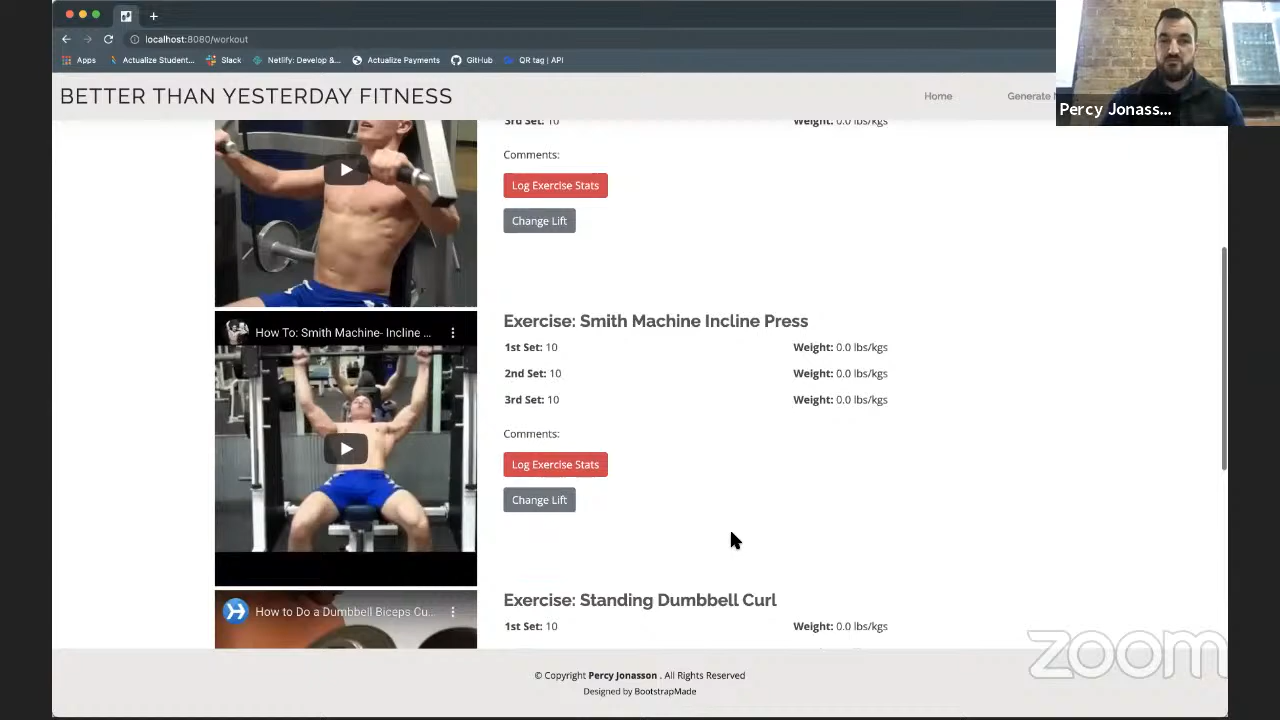 localhost:8080/workout
Apps
Actualize Student...
Slack
Netlify: Develop &...
Actualize Payments
GitHub
QR tag | API
BETTER THAN YESTERDAY FITNESS
Home
Generate
Percy Jonass...
3rd Set: 10
Weight: 0.0 lbs/kgs
Comments:
Log Exercise Stats
Change Lift
How To: Smith Machine- Incline ...
Exercise: Smith Machine Incline Press
1st Set: 10
Weight: 0.0 lbs/kgs
2nd Set: 10
Weight: 0.0 lbs/kgs
3rd Set: 10
Weight: 0.0 lbs/kgs
Comments:
Log Exercise Stats
Change Lift
How to Do a Dumbbell Biceps Cu...
Exercise: Standing Dumbbell Curl
1st Set: 10
Weight: 0.0 lbs/kgs
© Copyright Percy Jonasson . All Rights Reserved
Designed by BootstrapMade
zoom